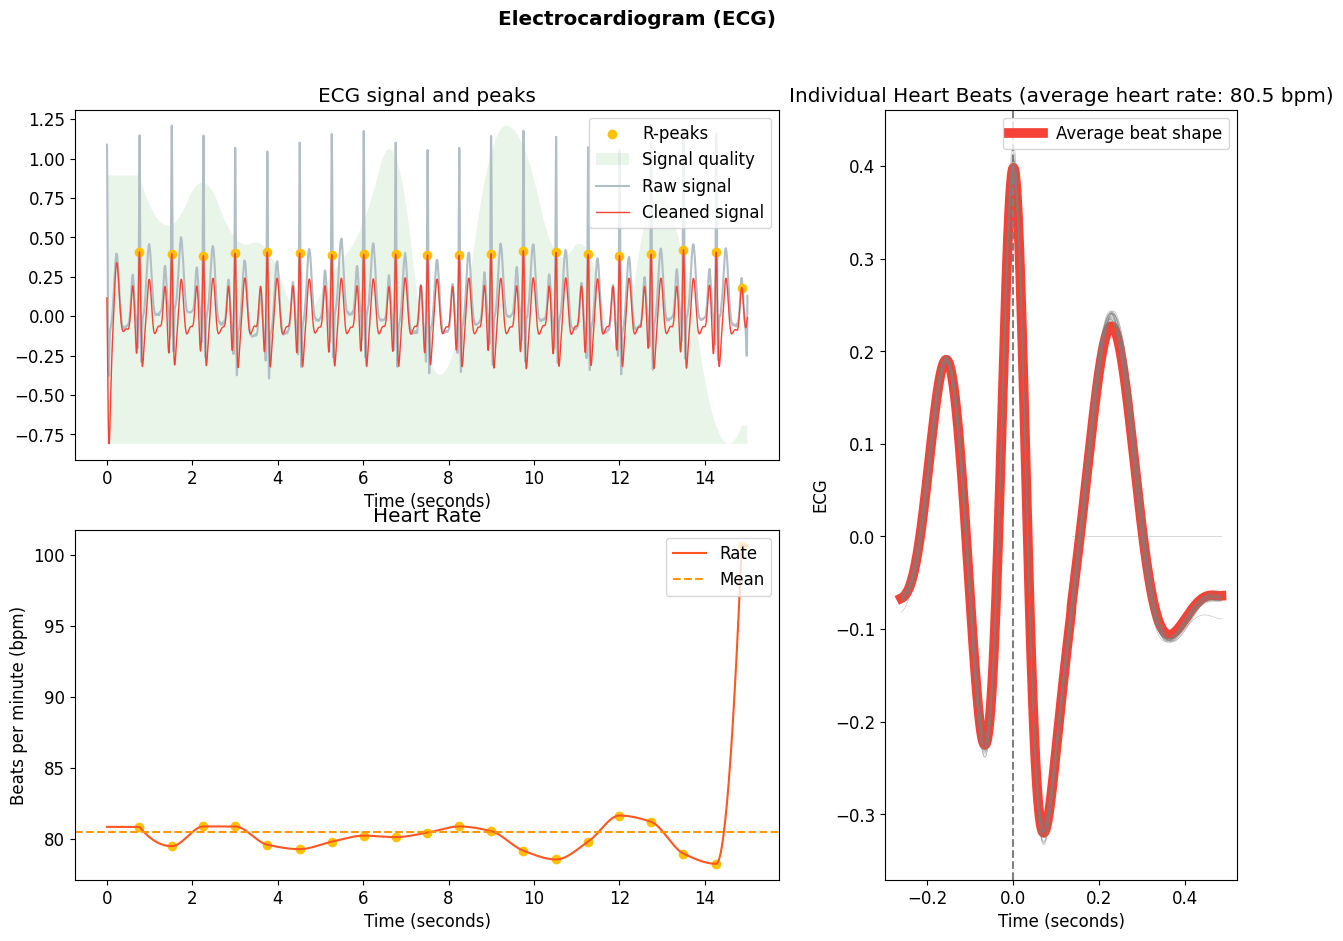 Electrocardiogram (ECG)
ECG signal and peaks
1.25
1.00
0.75
0.50
0.25
0.00
−0.25
−0.50
−0.75
R-peaks
Signal quality
Raw signal
Cleaned signal
0 2 4 6 8 10 12 14
Time (seconds)
Heart Rate
Beats per minute (bpm)
100
95
90
85
80
Rate
Mean
0 2 4 6 8 10 12 14
Time (seconds)
Individual Heart Beats (average heart rate: 80.5 bpm)
Average beat shape
ECG
0.4
0.3
0.2
0.1
0.0
−0.1
−0.2
−0.3
−0.2 0.0 0.2 0.4
Time (seconds)